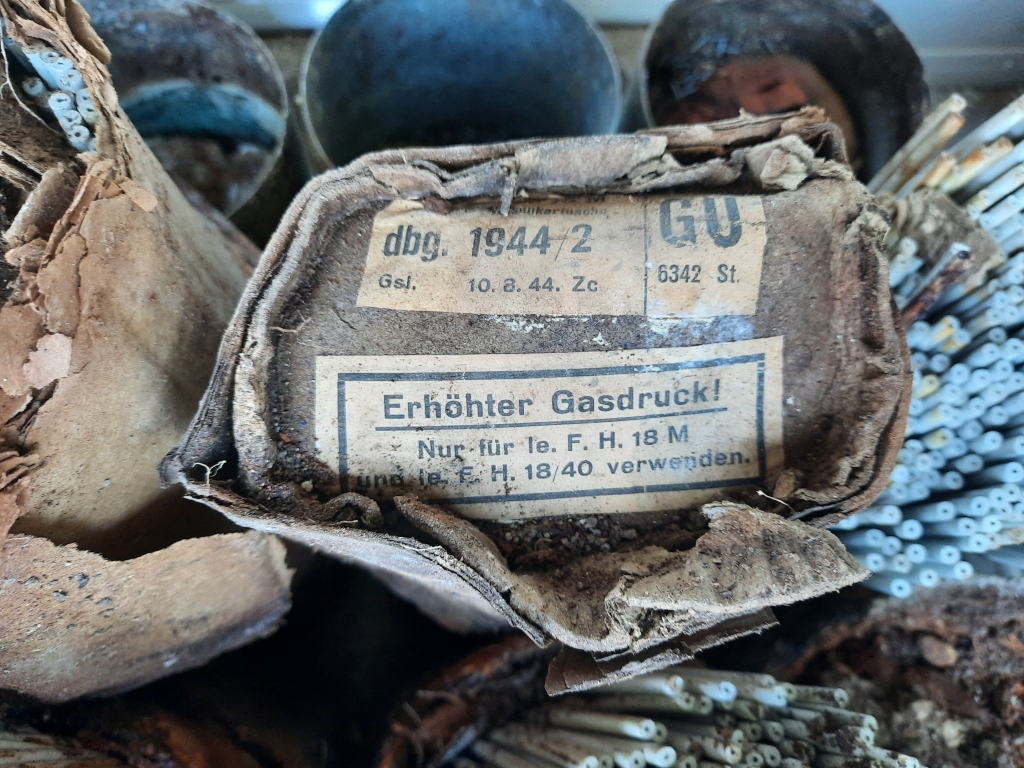 dbg. 1944/2
Gsl. 10. 8. 44. Zc
GU
6342 St.
Erhöhter Gasdruck!
Nur für le. F. H. 18 M
und le. F. H. 18/40 verwenden.